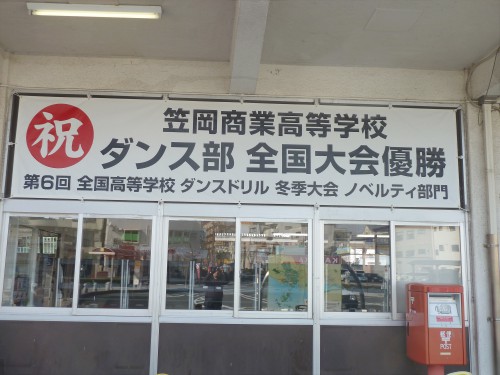 祝
笠岡商業高等学校
ダンス部 全国大会優勝
第6回 全国高等学校 ダンスドリル 冬季大会 ノベルティ部門
POST